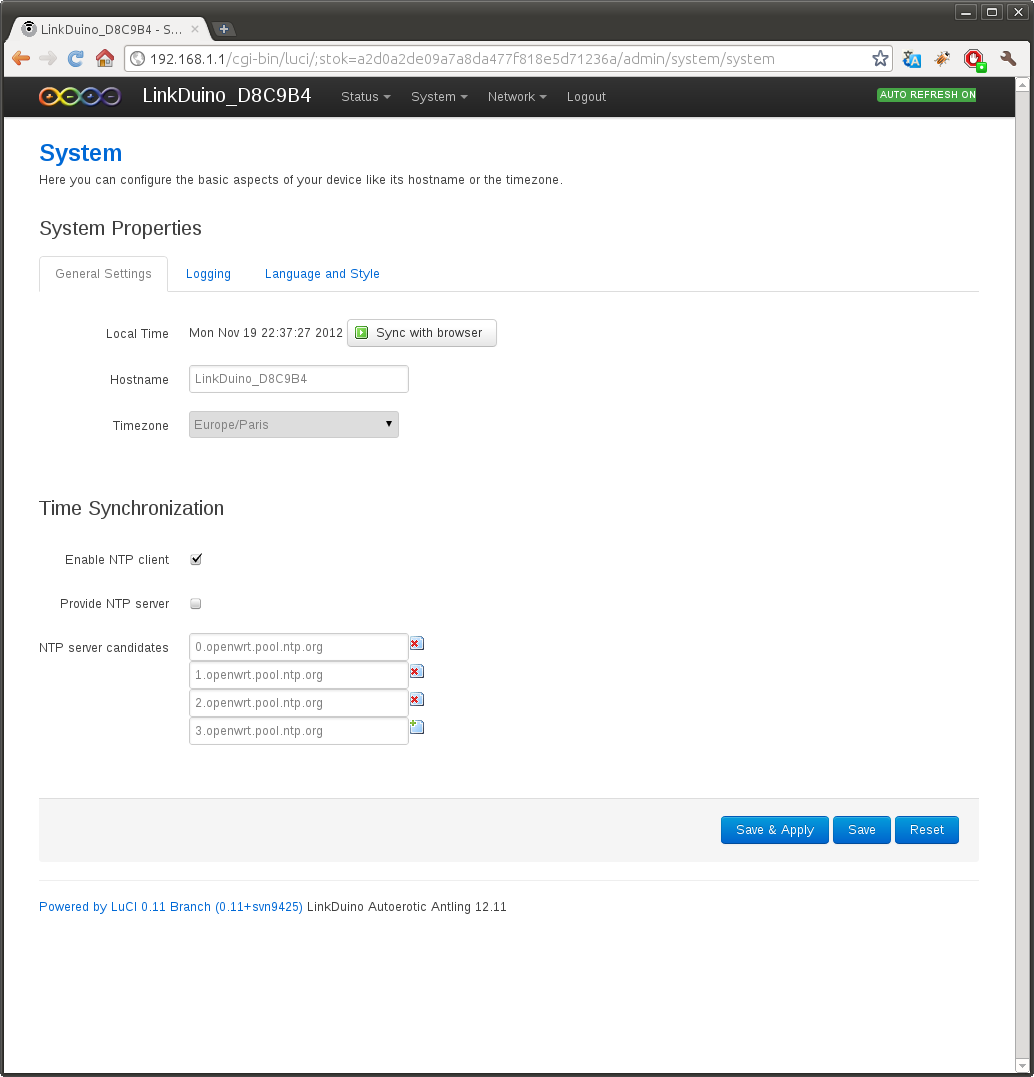 LinkDuino_D8C9B4 - S...
192.168.1.1/cgi-bin/luci/;stok=a2d0a2de09a7a8da477f818e5d71236a/admin/system/system
LinkDuino_D8C9B4 Status System Network Logout AUTO REFRESH ON
System
Here you can configure the basic aspects of your device like its hostname or the timezone.
System Properties
General Settings Logging Language and Style
Local Time Mon Nov 19 22:37:27 2012 Sync with browser
Hostname LinkDuino_D8C9B4
Timezone Europe/Paris
Time Synchronization
Enable NTP client
Provide NTP server
NTP server candidates 0.openwrt.pool.ntp.org
1.openwrt.pool.ntp.org
2.openwrt.pool.ntp.org
3.openwrt.pool.ntp.org
Save & Apply Save Reset
Powered by LuCI 0.11 Branch (0.11+svn9425) LinkDuino Autoerotic Antling 12.11